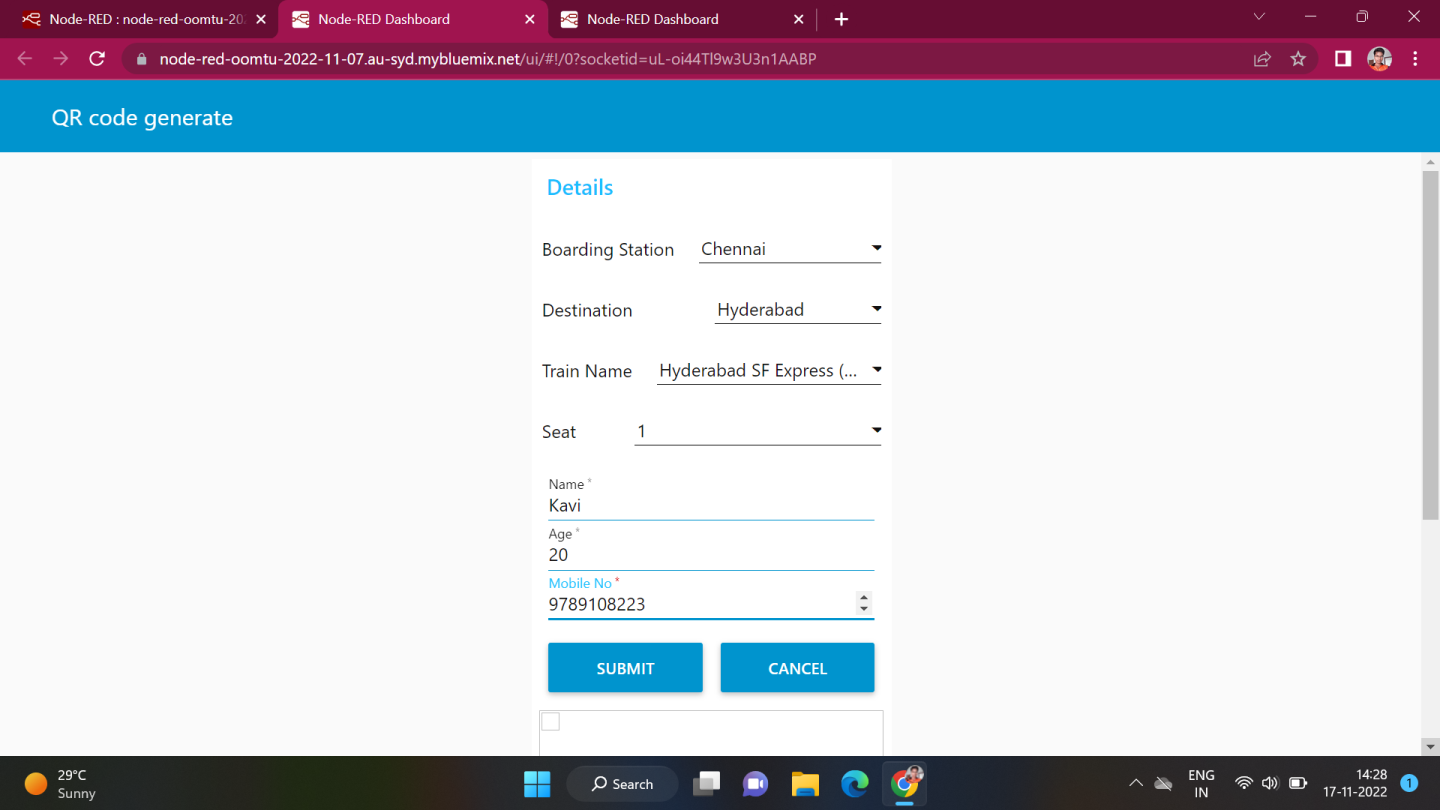 Node-RED : node-red-oomtu-20
Node-RED Dashboard
Node-RED Dashboard
node-red-oomtu-2022-11-07.au-syd.mybluemix.net/ui/#!/0?socketid=uL-oi44Tl9w3U3n1AABP
QR code generate
Details
Boarding Station Chennai
Destination Hyderabad
Train Name Hyderabad SF Express (...
Seat 1
Name *
Kavi
Age *
20
Mobile No *
9789108223
SUBMIT CANCEL
29°C
Sunny
Search
ENG
IN
14:28
17-11-2022
1